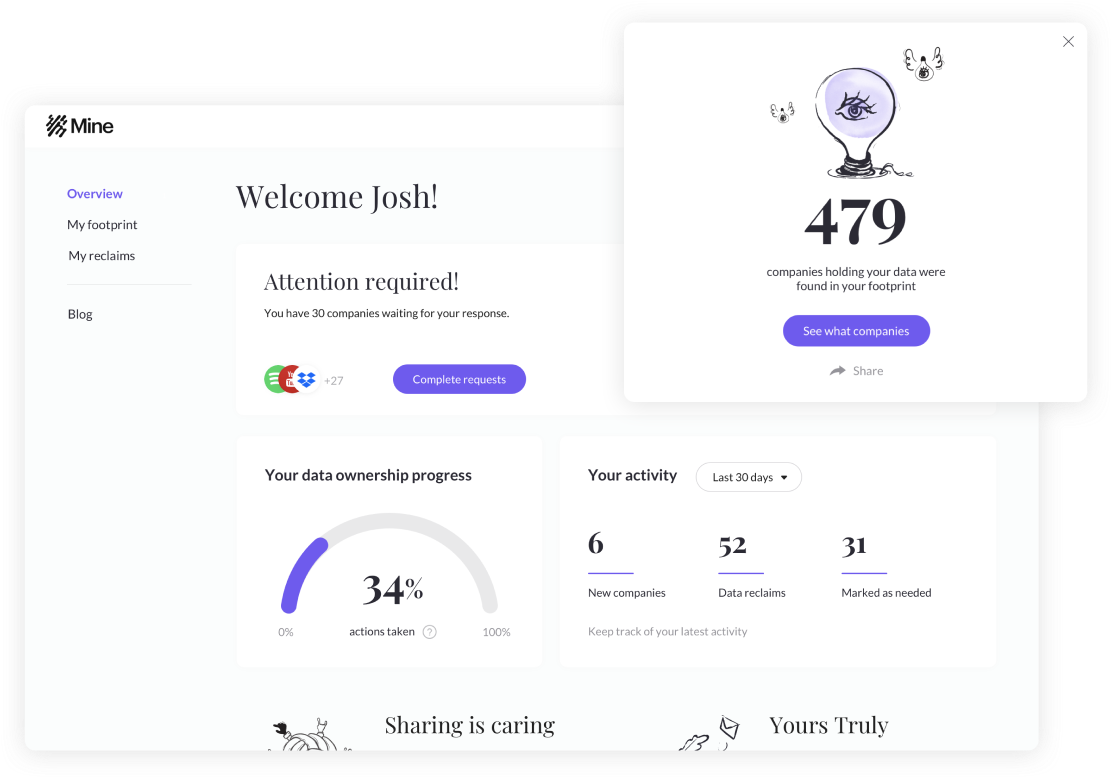 Mine
Overview
My footprint
My reclaims
Blog
Welcome Josh!
Attention required!
You have 30 companies waiting for your response.
+27
Complete requests
479
companies holding your data were
found in your footprint
See what companies
Share
Your data ownership progress
34%
0%
actions taken ?
100%
Your activity
Last 30 days
6
52
31
New companies
Data reclaims
Marked as needed
Keep track of your latest activity
Sharing is caring
Yours Truly